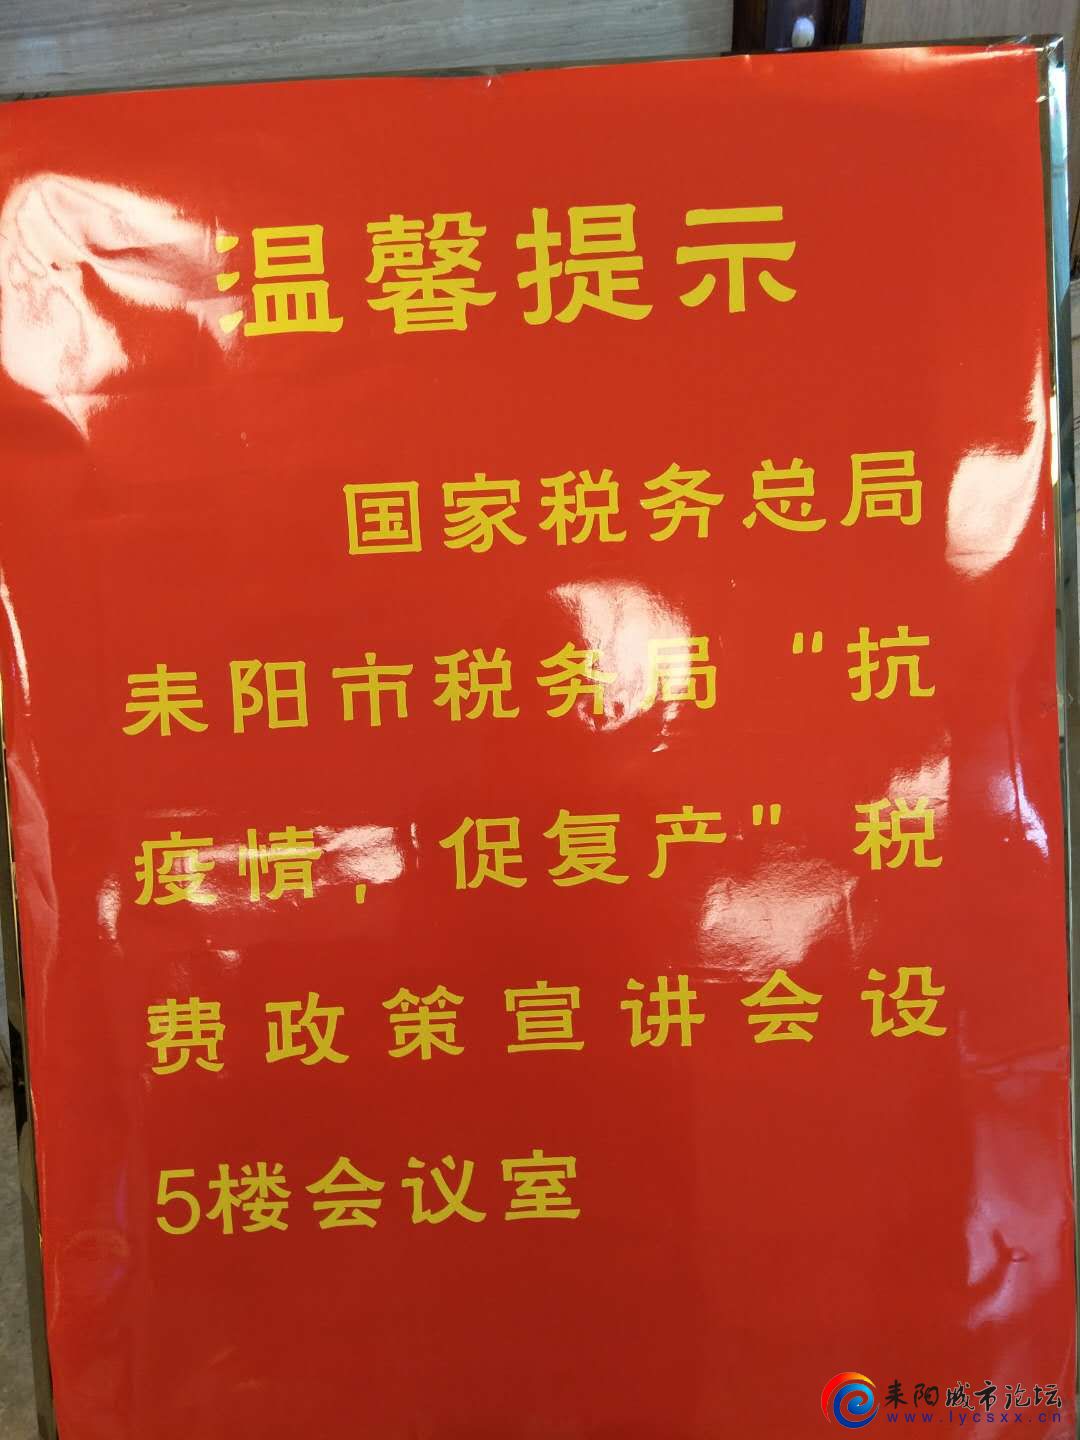 温馨提示
国家税务总局
耒阳市税务局“抗
疫情，促复产”税
费政策宣讲会设
5楼会议室
耒阳城市论坛
www.lycsxx.cn